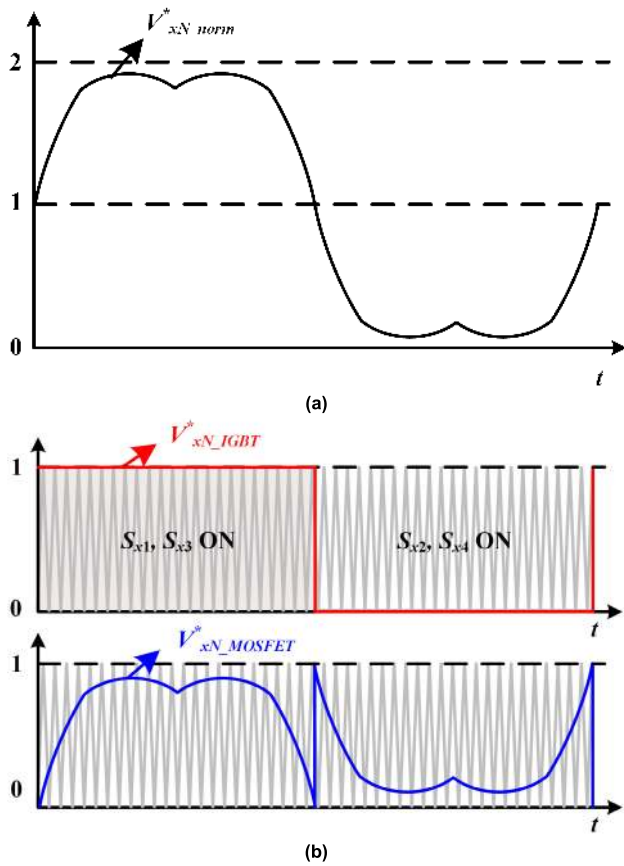 V*xN_norm
2
1
0
t
(a)
V*xN_IGBT
1
Sx1, Sx3 ON
Sx2, Sx4 ON
0
t
V*xN_MOSFET
1
0
t
(b)